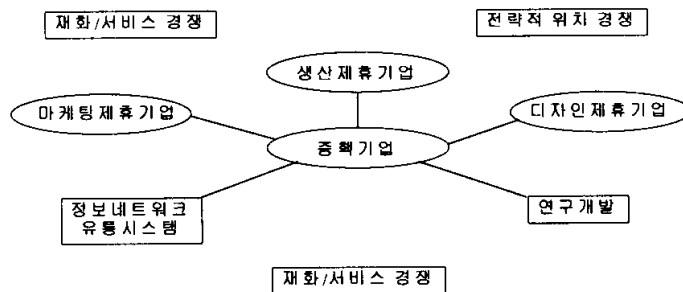 재화/서비스 경쟁
전략적 위치 경쟁
생산제휴기업
마케팅제휴기업
디자인제휴기업
중핵기업
정보네트워크
유통시스템
연구개발
재화/서비스 경쟁